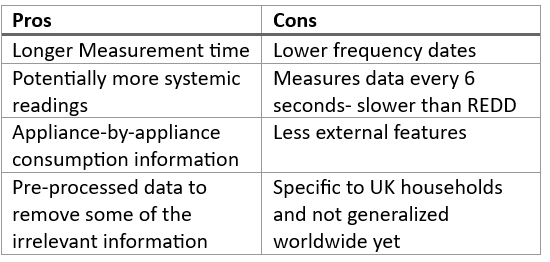 Pros Cons
Longer Measurement time Lower frequency dates
Potentially more systemic readings Measures data every 6 seconds- slower than REDD
Appliance-by-appliance consumption information Less external features
Pre-processed data to remove some of the irrelevant information Specific to UK households and not generalized worldwide yet